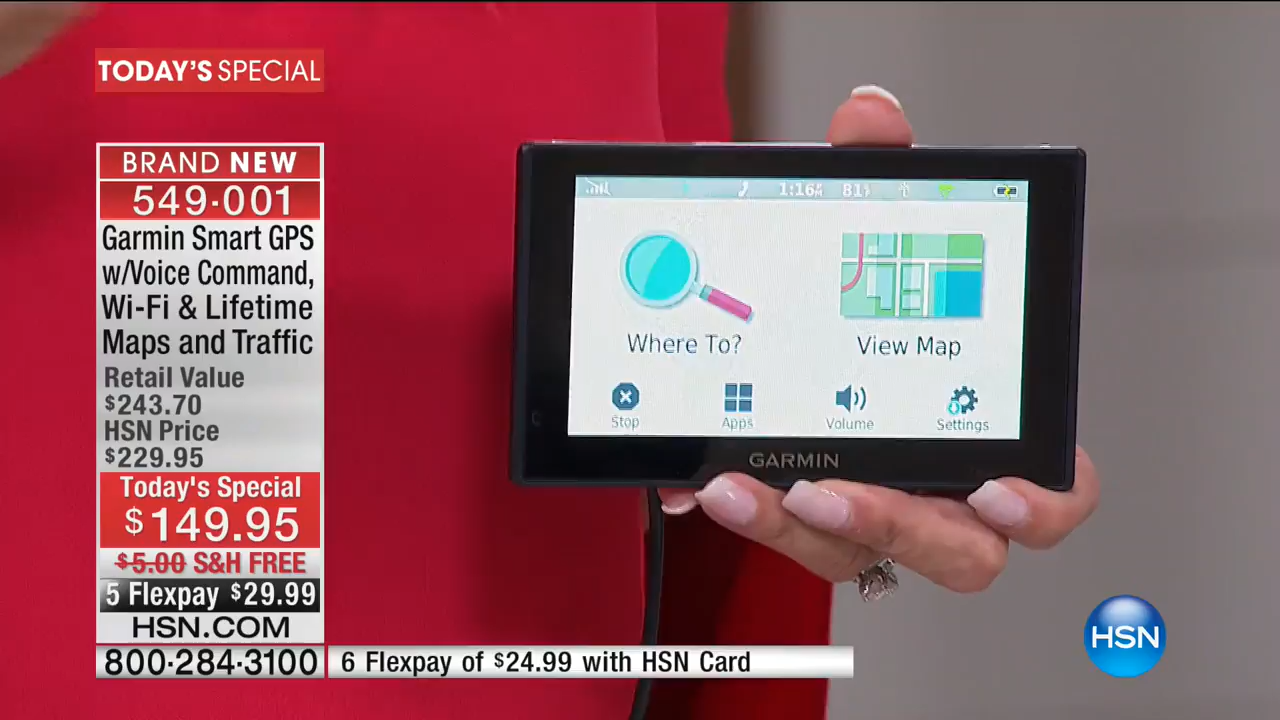 TODAY'S SPECIAL
BRAND NEW
549·001
Garmin Smart GPS
w/Voice Command,
Wi-Fi & Lifetime
Maps and Traffic
Retail Value
$243.70
HSN Price
$229.95
Today's Special
$149.95
$5.00 S&H FREE
5 Flexpay $29.99
HSN.COM
800·284·3100
6 Flexpay of $24.99 with HSN Card
Where To?
View Map
Stop
Apps
Volume
Settings
GARMIN
HSN